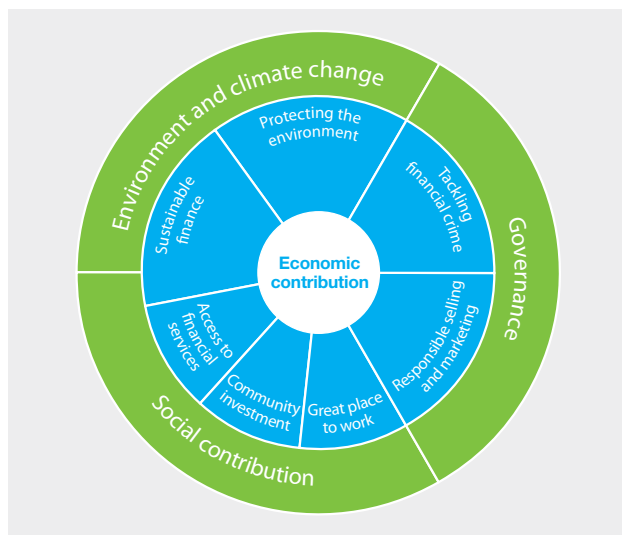 Environment and climate change
Governance
Social contribution
Protecting the
environment
Tackling
financial crime
Responsible selling
and marketing
Great place
to work
Community
investment
Access to
financial
services
Sustainable
finance
Economic
contribution